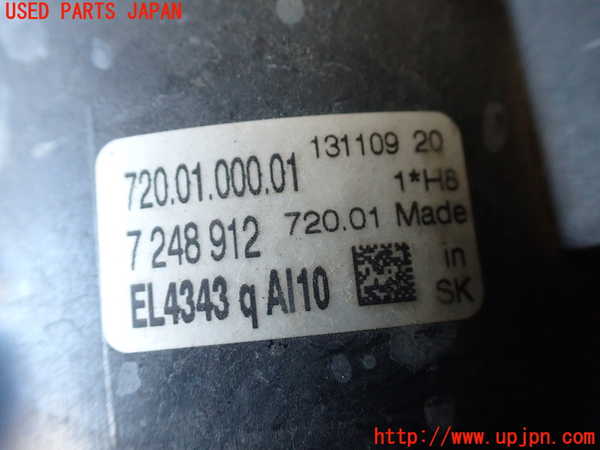 USED PARTS JAPAN
720.01.000.01 131109 20
1*H8
7 248 912 720.01 Made
in
EL4343 q AI10 SK
http://www.upjpn.com/